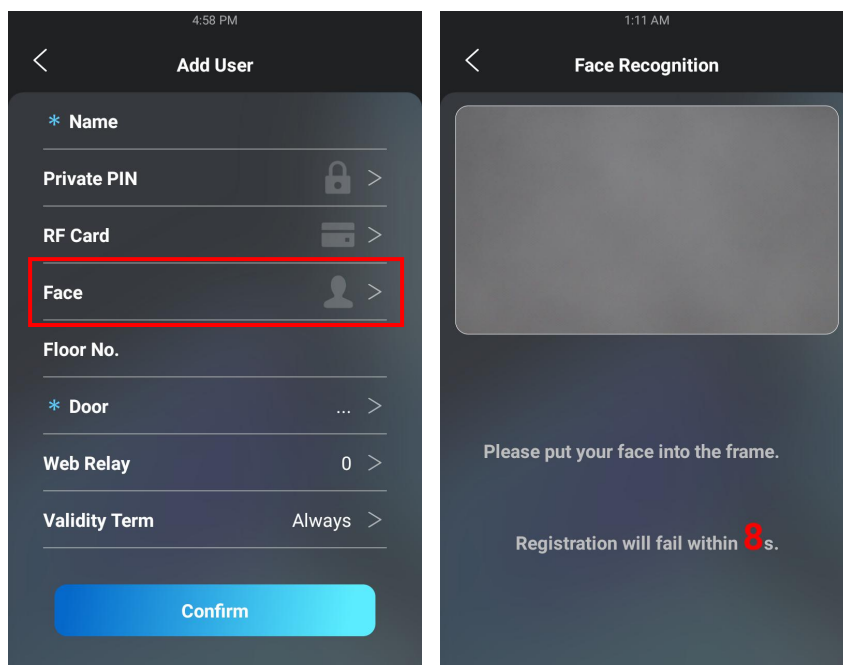 4:58 PM
Add User
* Name
Private PIN
RF Card
Face
Floor No.
* Door ...
Web Relay 0
Validity Term Always
Confirm
1:11 AM
Face Recognition
Please put your face into the frame.
Registration will fail within 8s.